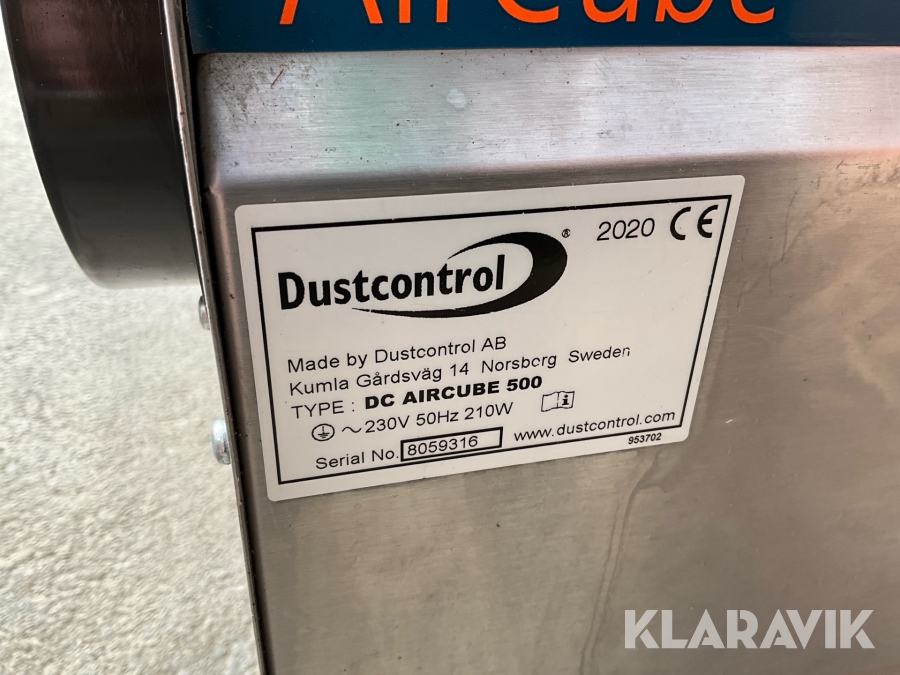 AirCube
Dustcontrol®
2020 CE
Made by Dustcontrol AB
Kumla Gårdsväg 14 Norsborg Sweden
TYPE : DC AIRCUBE 500
~ 230V 50Hz 210W
Serial No. 8059316
www.dustcontrol.com
953702
KLARAVIK